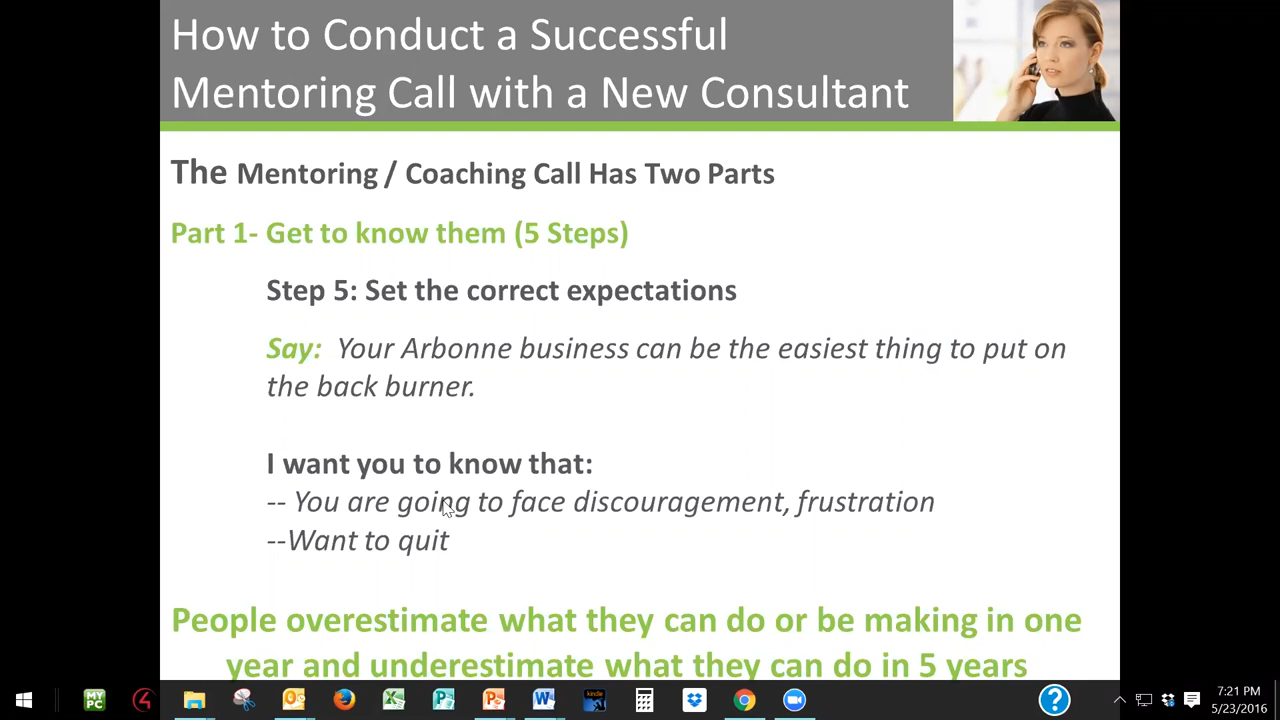 How to Conduct a Successful
Mentoring Call with a New Consultant
The Mentoring / Coaching Call Has Two Parts
Part 1- Get to know them (5 Steps)
Step 5: Set the correct expectations
Say: Your Arbonne business can be the easiest thing to put on
the back burner.
I want you to know that:
-- You are going to face discouragement, frustration
--Want to quit
People overestimate what they can do or be making in one
year and underestimate what they can do in 5 years
MY
PC
kindle
7:21 PM
5/23/2016